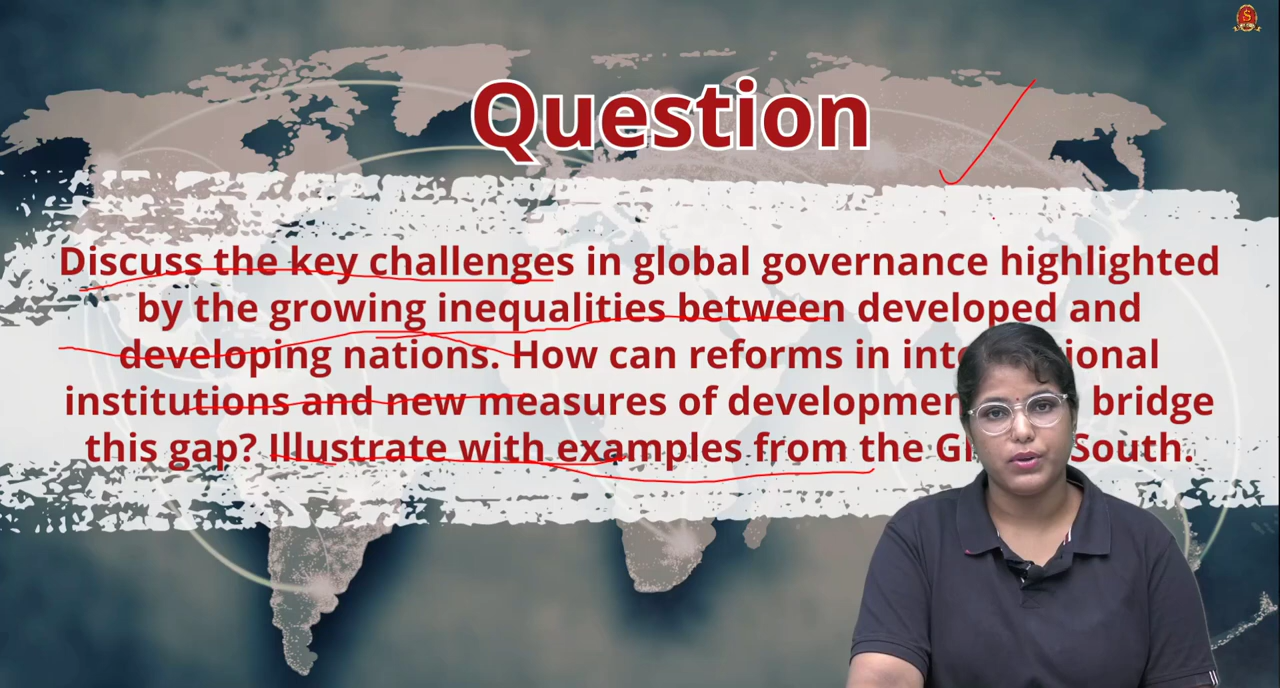 Question
Discuss the key challenges in global governance highlighted
by the growing inequalities between developed and
developing nations. How can reforms in
institutions and new measures of bridge
this gap? Illustrate with examples from the South.